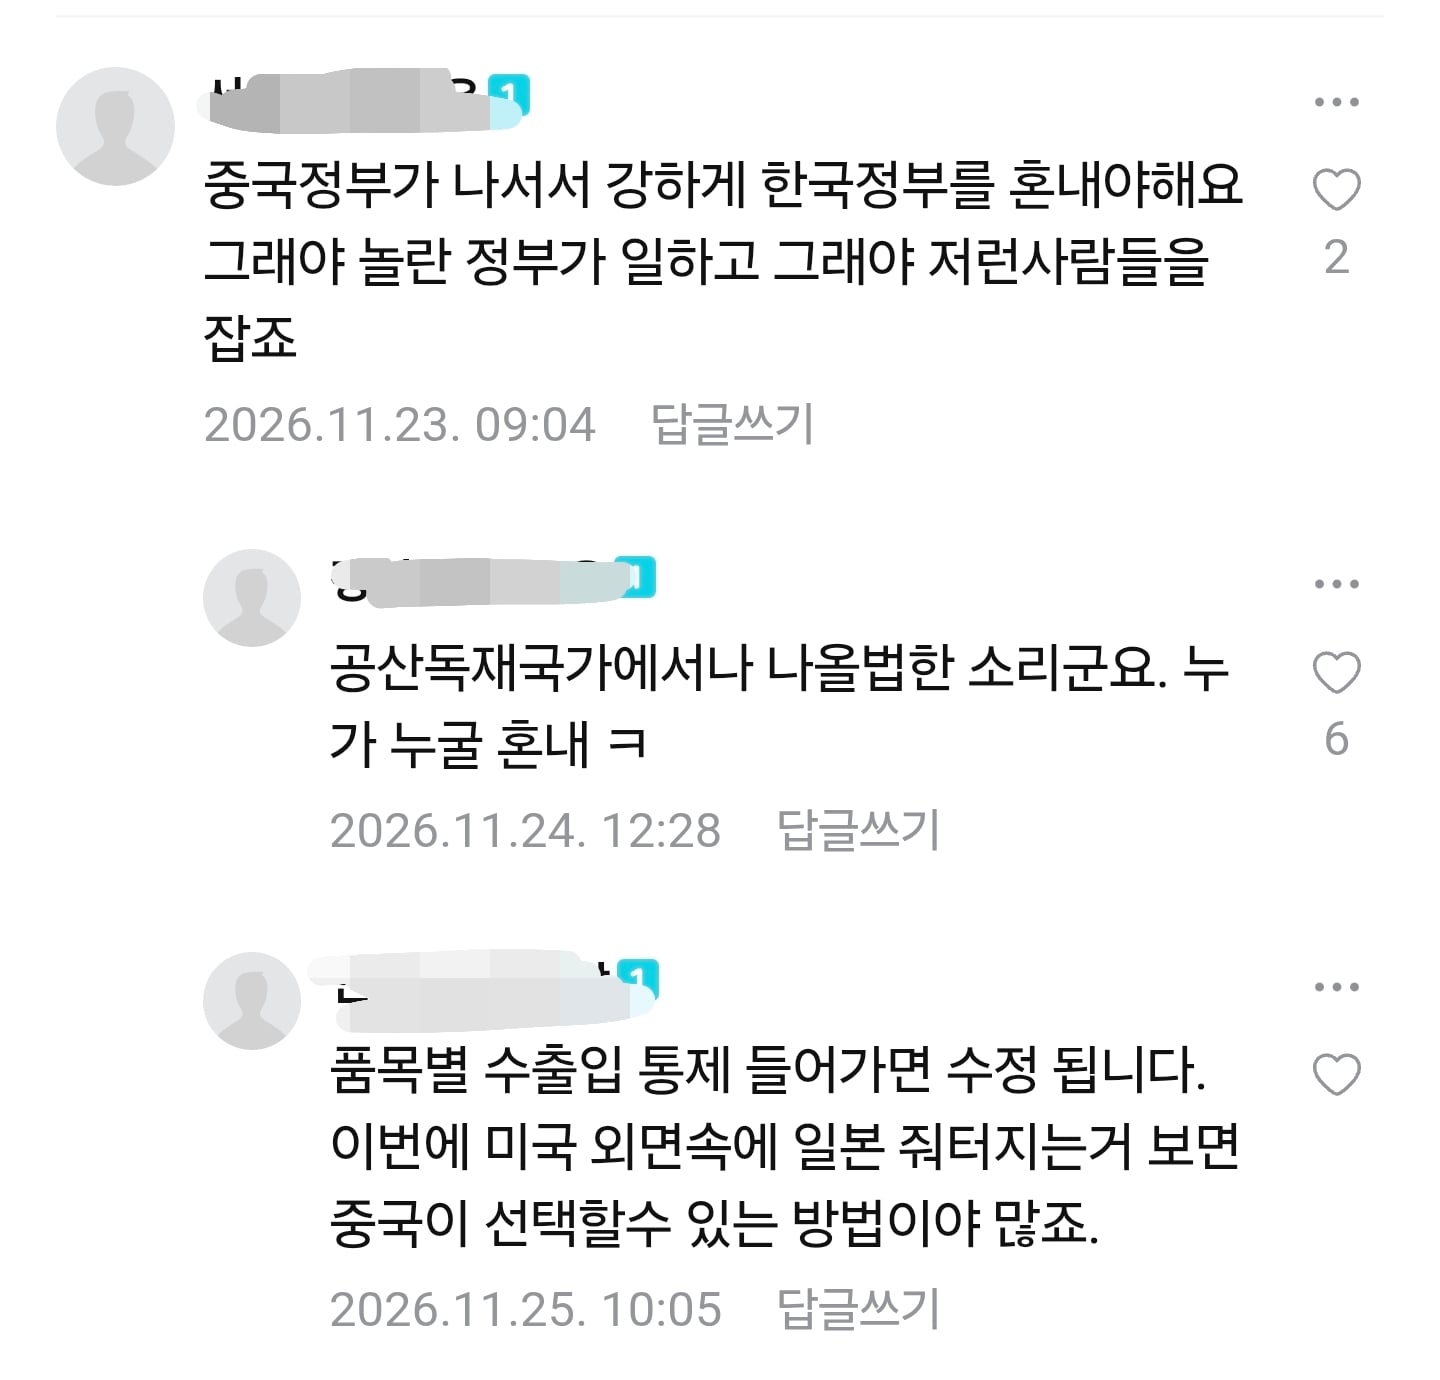 1
중국정부가 나서서 강하게 한국정부를 혼내야해요
그래야 놀란 정부가 일하고 그래야 저런사람들을
잡죠
2
2026.11.23. 09:04 답글쓰기
1
공산독재국가에서나 나올법한 소리군요. 누
가 누굴 혼내 ㅋ
6
2026.11.24. 12:28 답글쓰기
1
품목별 수출입 통제 들어가면 수정 됩니다.
이번에 미국 외면속에 일본 줘터지는거 보면
중국이 선택할수 있는 방법이야 많죠.
2026.11.25. 10:05 답글쓰기